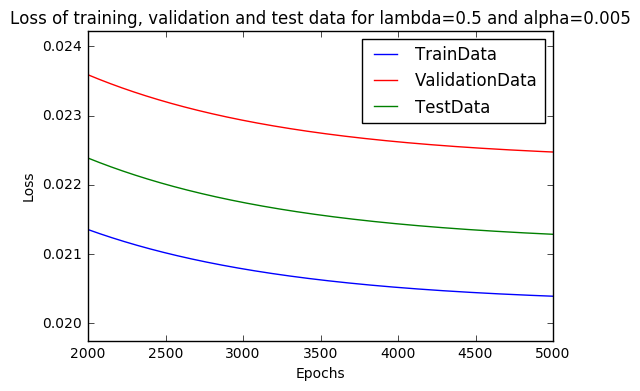 Loss of training, validation and test data for lambda=0.5 and alpha=0.005
TrainData
ValidationData
TestData
0.024
0.023
0.022
0.021
0.020
Loss
2000 2500 3000 3500 4000 4500 5000
Epochs